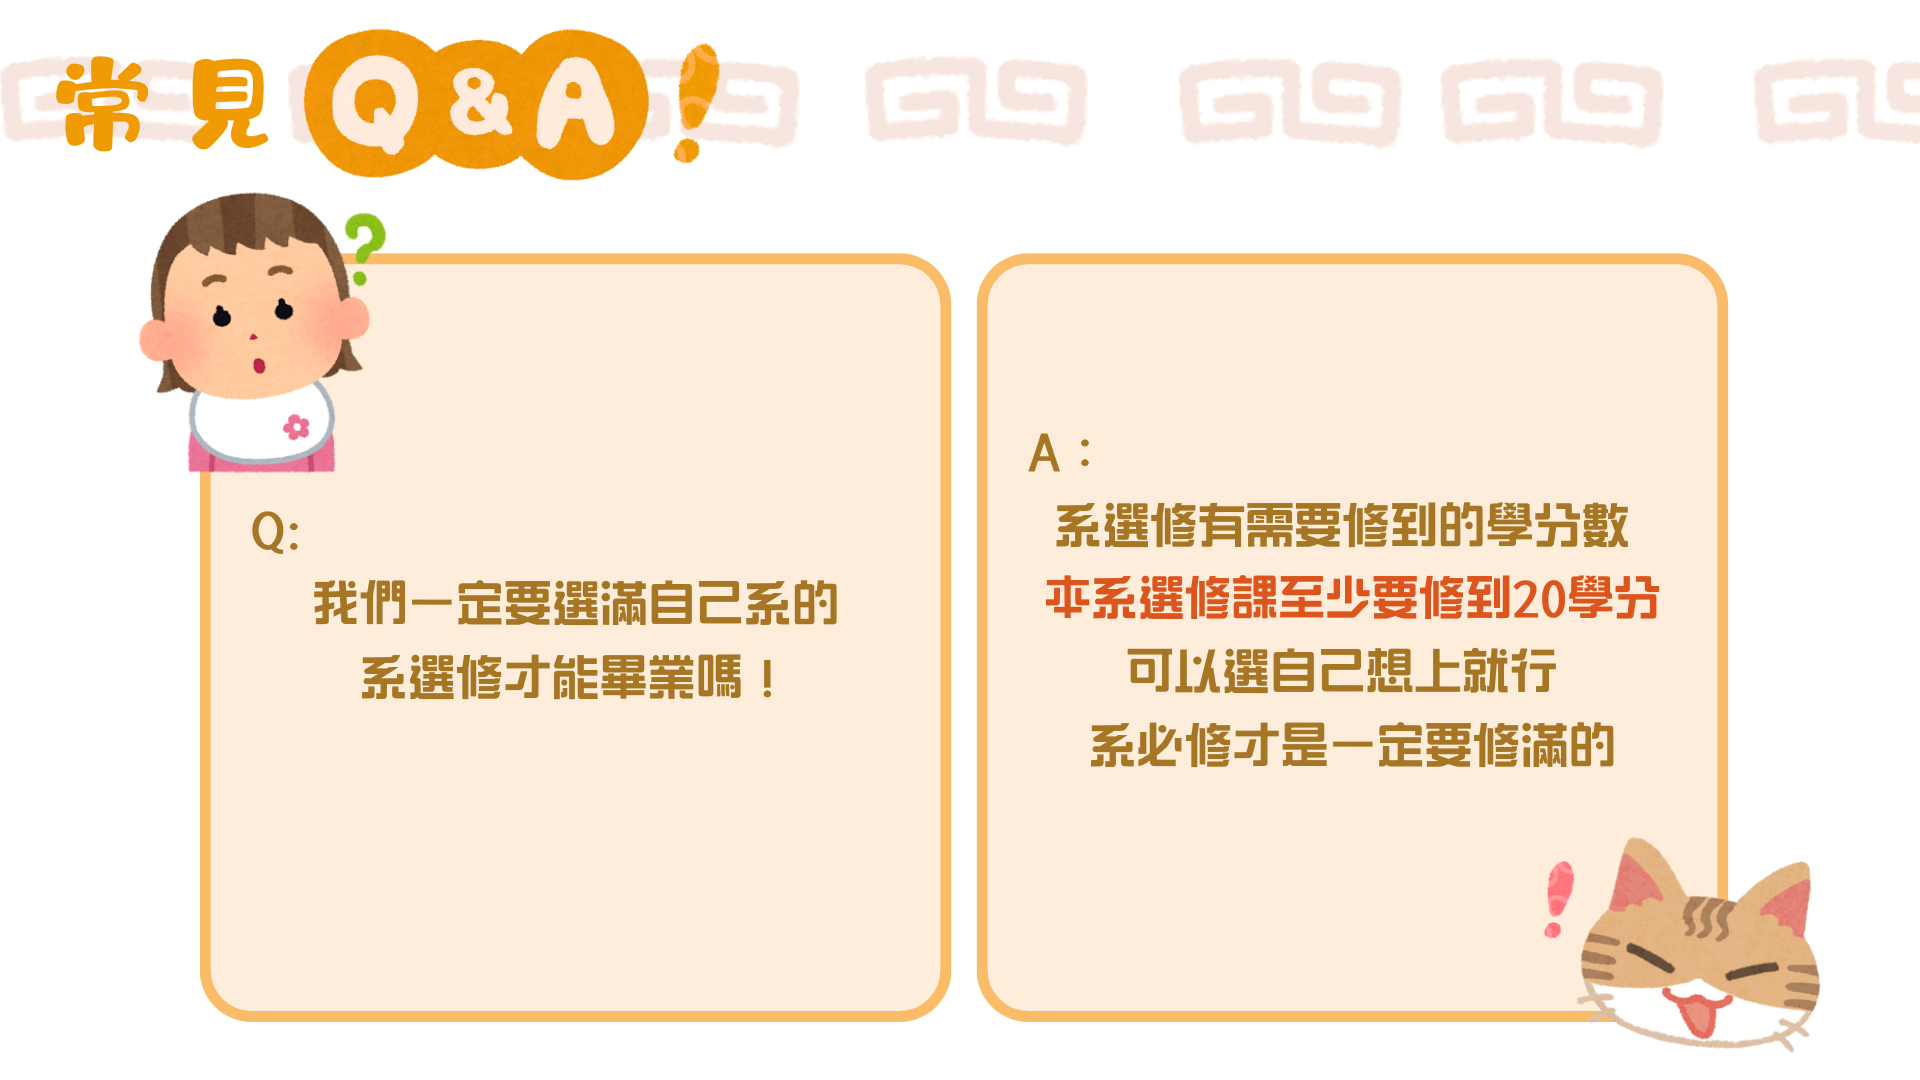 常見Q&A!
?
Q:
我們一定要選滿自己系的
系選修才能畢業嗎！
A：
系選修有需要修到的學分數
本系選修課至少要修到20學分
可以選自己想上就行
系必修才是一定要修滿的
!